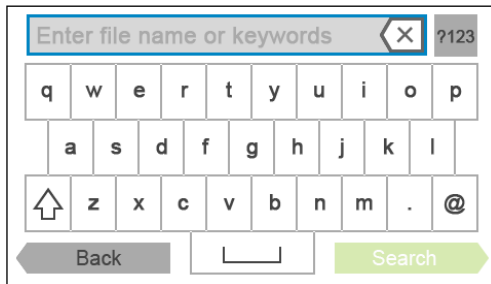 Enter file name or keywords ?123
q w e r t y u i o p
a s d f g h j k l
z x c v b n m . @
Back Search